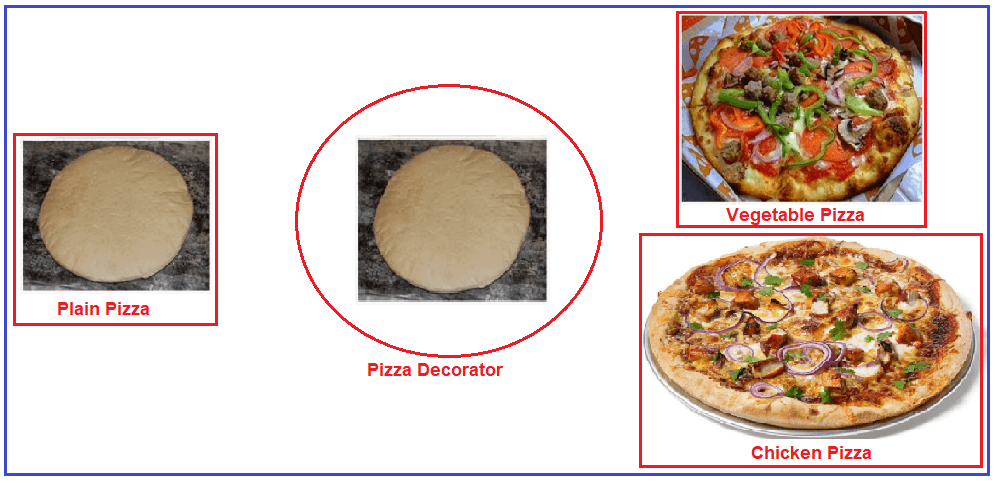 Plain Pizza
Pizza Decorator
Vegetable Pizza
Chicken Pizza